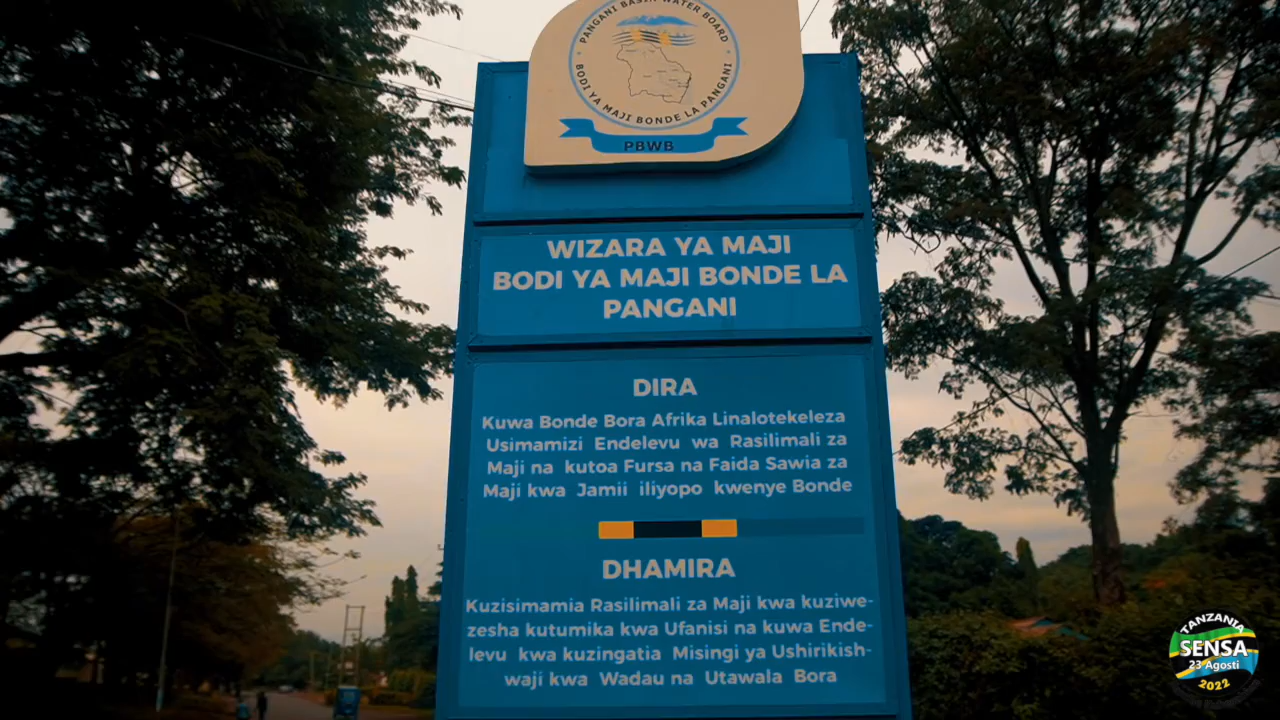 PANGANI BASIN WATER BOARD
BODI YA MAJI BONDE LA PANGANI
PBWB
WIZARA YA MAJI
BODI YA MAJI BONDE LA
PANGANI
DIRA
Kuwa Bonde Bora Afrika Linalotekeleza
Usimamizi Endelevu wa Rasilimali za
Maji na kutoa Fursa na Faida Sawia za
Maji kwa Jamii iliyopo kwenye Bonde
DHAMIRA
Kuzisimamia Rasilimali za Maji kwa kuziwe-
zesha kutumika kwa Ufanisi na kuwa Ende-
levu kwa kuzingatia Misingi ya Ushirikish-
waji kwa Wadau na Utawala Bora
TANZANIA
SENSA
23 Agosti
2022